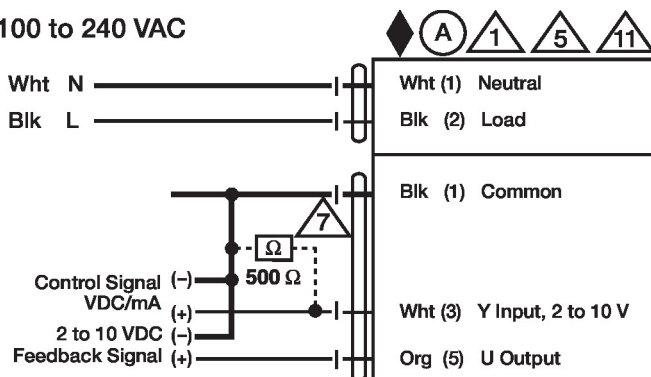 100 to 240 VAC
A 1 5 11
Wht N
Wht (1) Neutral
Blk L
Blk (2) Load
Blk (1) Common
7
Ω
500 Ω
Control Signal (–)
VDC/mA
(+)
Wht (3) Y Input, 2 to 10 V
2 to 10 VDC (–)
Feedback Signal (+)
Org (5) U Output